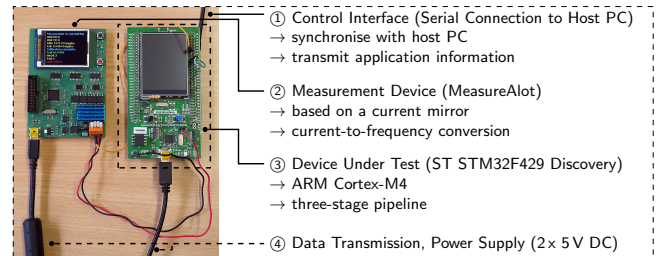 ① Control Interface (Serial Connection to Host PC)
→ synchronise with host PC
→ transmit application information
② Measurement Device (MeasureAlot)
→ based on a current mirror
→ current-to-frequency conversion
③ Device Under Test (ST STM32F429 Discovery)
→ ARM Cortex-M4
→ three-stage pipeline
④ Data Transmission, Power Supply (2× 5 V DC)